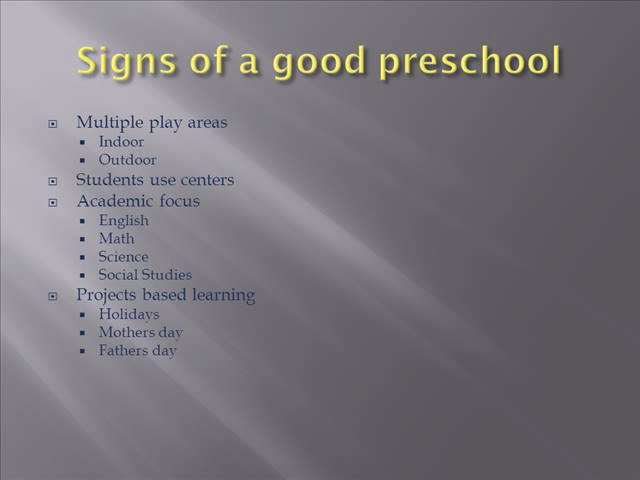 Signs of a good preschool
Multiple play areas
Indoor
Outdoor
Students use centers
Academic focus
English
Math
Science
Social Studies
Projects based learning
Holidays
Mothers day
Fathers day